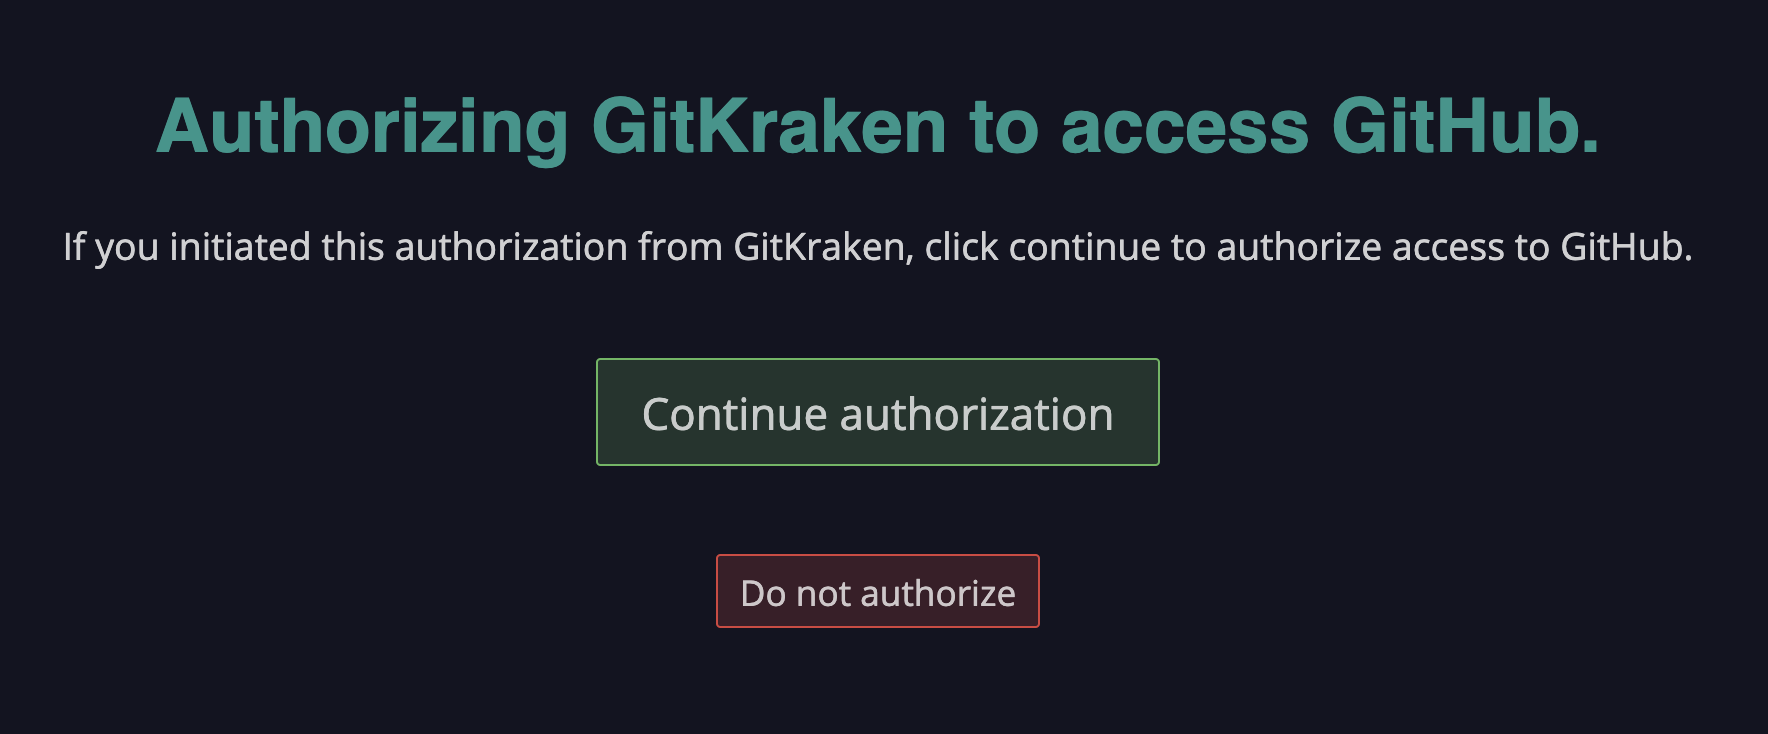 Authorizing GitKraken to access GitHub.
If you initiated this authorization from GitKraken, click continue to authorize access to GitHub.
Continue authorization
Do not authorize